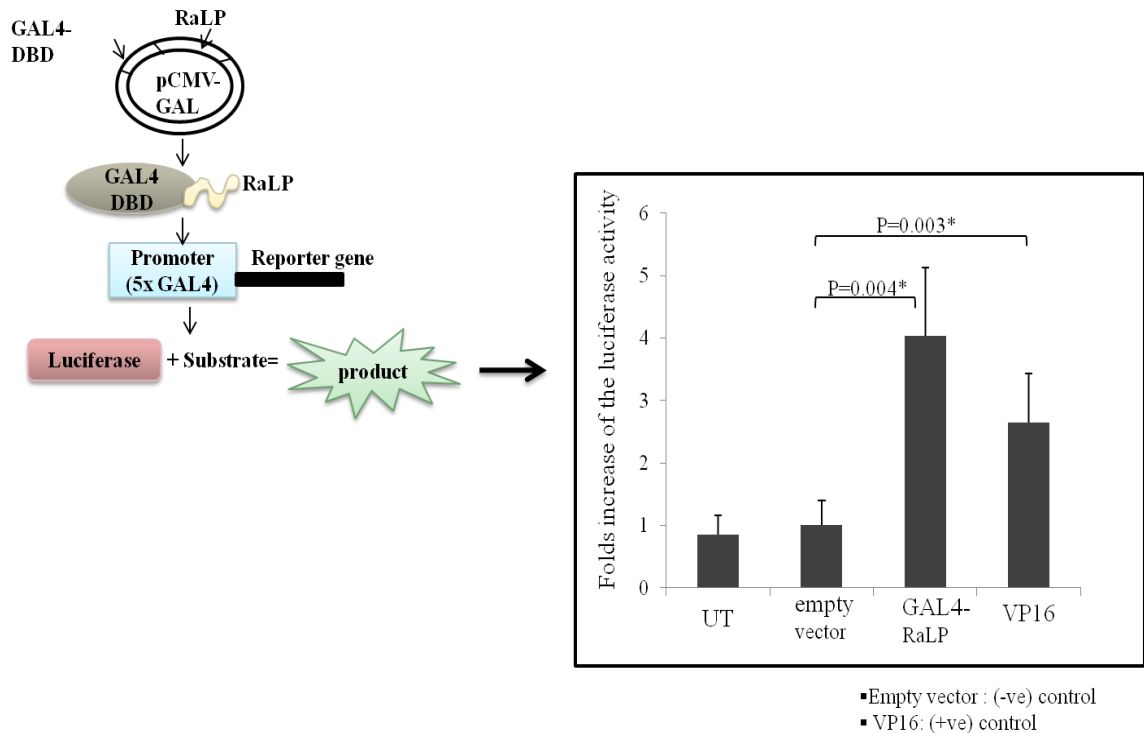 GAL4-
DBD
RaLP
pCMV-
GAL
GAL4
DBD
RaLP
Promoter
(5x GAL4)
Reporter gene
Luciferase
+ Substrate=
product
Folds increase of the luciferase activity
6
5
4
3
2
1
0
P=0.003*
P=0.004*
UT
empty
vector
GAL4-
RaLP
VP16
▪Empty vector : (-ve) control
▪ VP16: (+ve) control